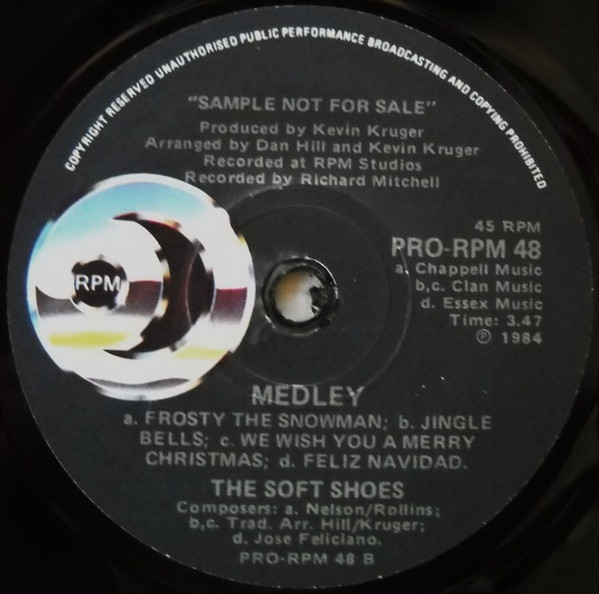 COPYRIGHT RESERVED UNAUTHORISED PUBLIC PERFORMANCE BROADCASTING AND COPYING PROHIBITED
"SAMPLE NOT FOR SALE"
Produced by Kevin Kruger
Arranged by Dan Hill and Kevin Kruger
Recorded at RPM Studios
Recorded by Richard Mitchell
RPM
45 RPM
PRO-RPM 48
a. Chappell Music
b,c. Clan Music
d. Essex Music
Time: 3.47
℗ 1984
MEDLEY
a. FROSTY THE SNOWMAN; b. JINGLE
BELLS; c. WE WISH YOU A MERRY
CHRISTMAS; d. FELIZ NAVIDAD.
THE SOFT SHOES
Composers: a. Nelson/Rollins;
b,c. Trad. Arr. Hill/Kruger;
d. Jose Feliciano.
PRO-RPM 48 B